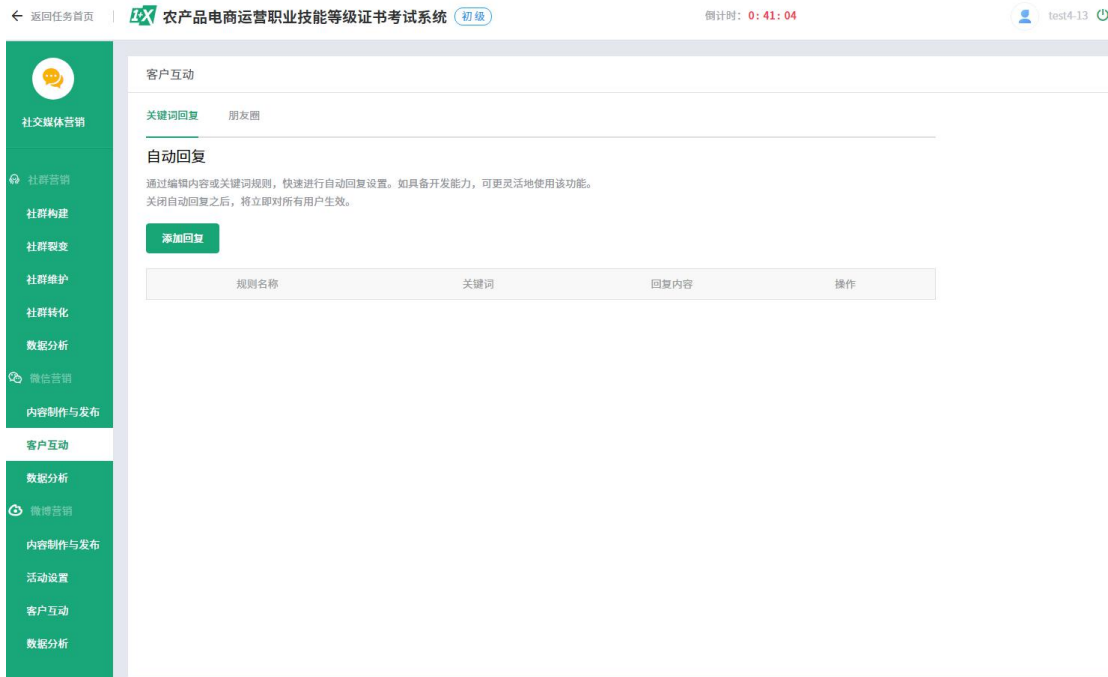 返回任务首页
1+X 农产品电商运营职业技能等级证书考试系统 初级
倒计时：0:41:04
test4-13
社交媒体营销
社群营销
社群构建
社群裂变
社群维护
社群转化
数据分析
微信营销
内容制作与发布
客户互动
数据分析
微博营销
内容制作与发布
活动设置
客户互动
数据分析
客户互动
关键词回复 朋友圈
自动回复
通过编辑内容或关键词规则，快速进行自动回复设置。如具备开发能力，可更灵活地使用该功能。
关闭自动回复之后，将立即对所有用户生效。
添加回复
规则名称 关键词 回复内容 操作